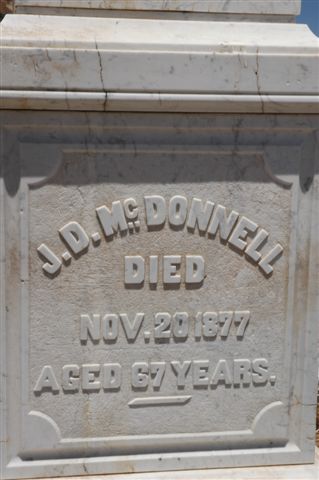 J. D. McDONNELL
DIED
NOV. 20 1877
AGED 67 YEARS.